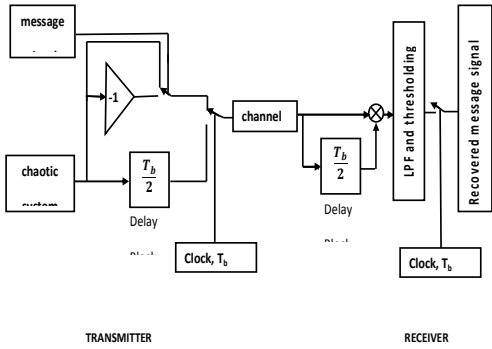 message
-1
chaotic
T_b
2
Delay
Clock, T_b
channel
T_b
2
Delay
LPF and thresholding
Recovered message signal
Clock, T_b
TRANSMITTER
RECEIVER